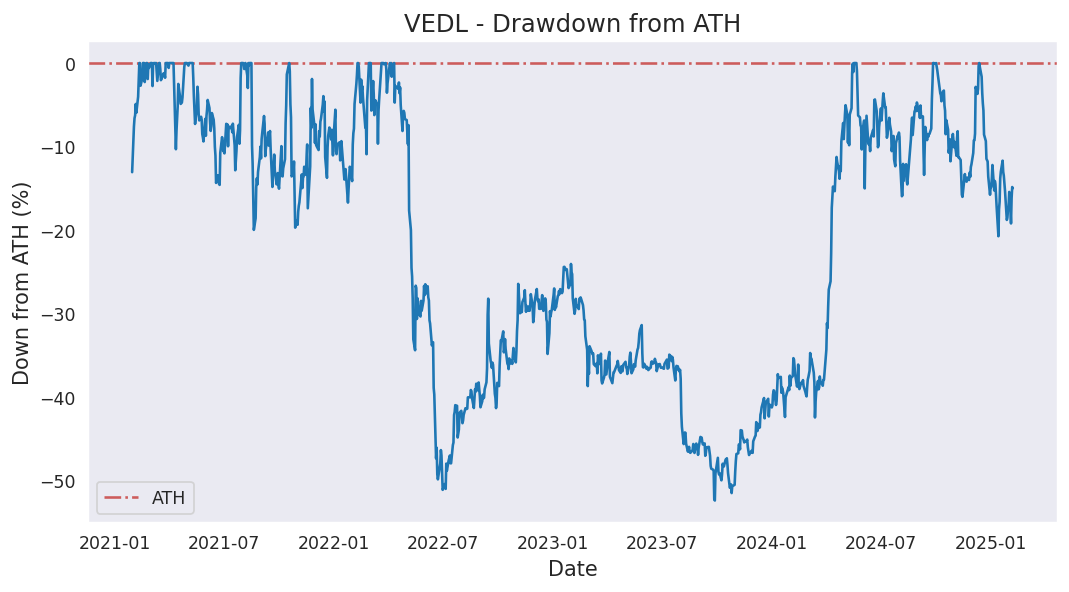 VEDL - Drawdown from ATH
Down from ATH (%)
0
−10
−20
−30
−40
−50
ATH
2021-01 2021-07 2022-01 2022-07 2023-01 2023-07 2024-01 2024-07 2025-01
Date